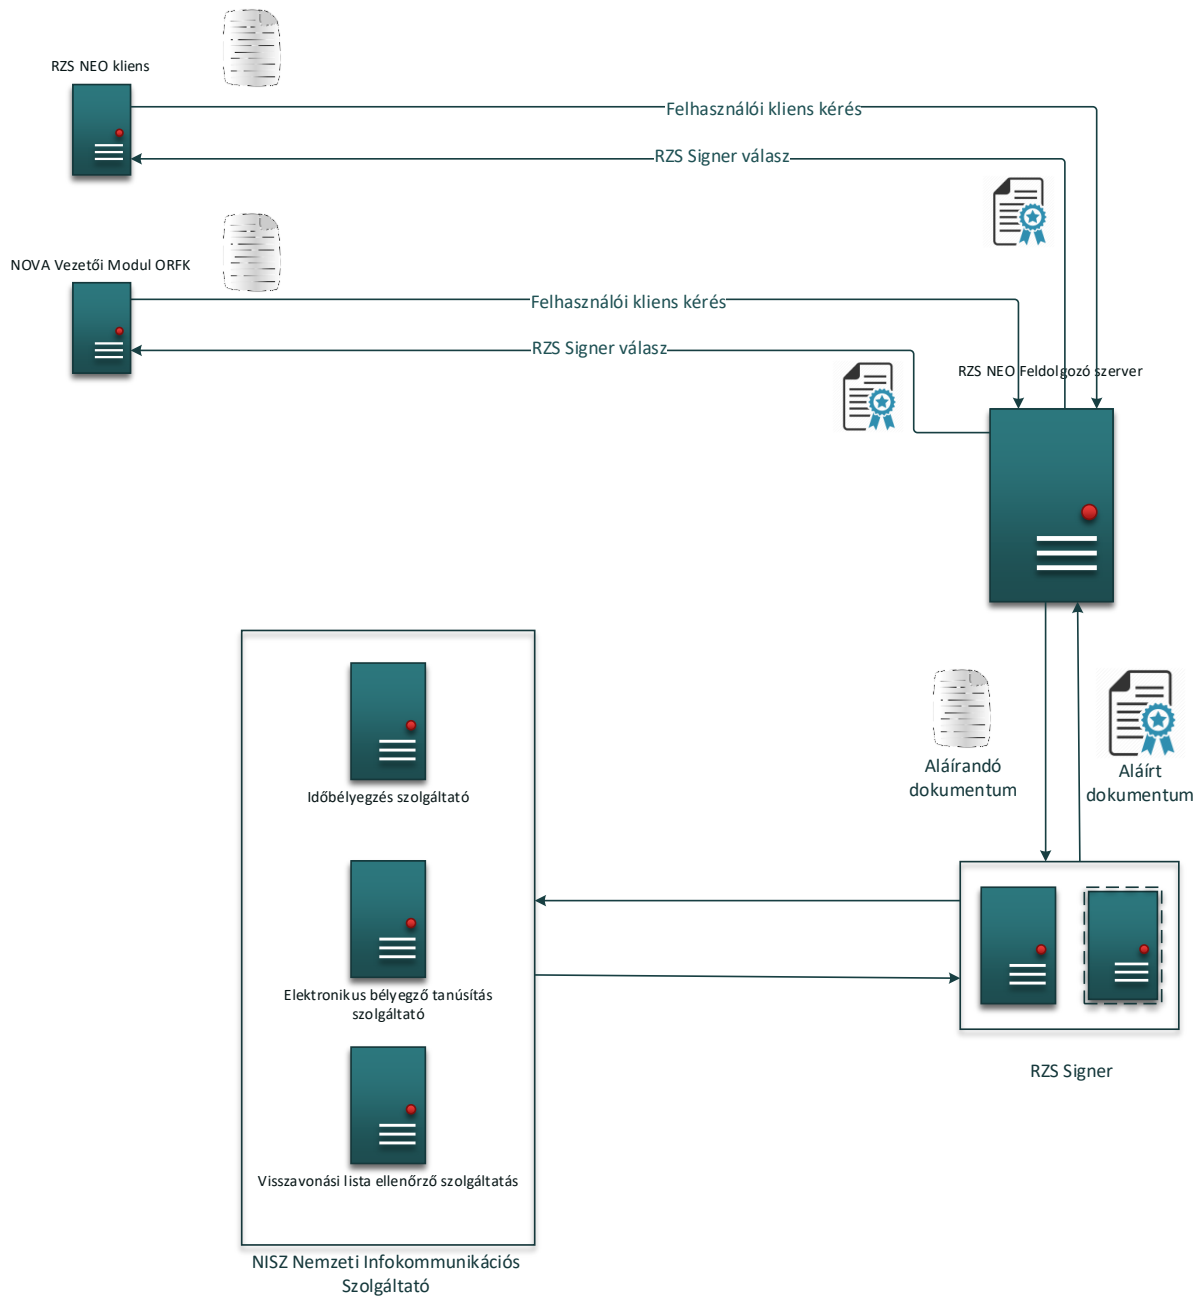 RZS NEO kliens
Felhasználói kliens kérés
RZS Signer válasz
NOVA Vezetői Modul ORFK
Felhasználói kliens kérés
RZS Signer válasz
RZS NEO Feldolgozó szerver
Aláírandó
dokumentum
Aláírt
dokumentum
Időbélyegzés szolgáltató
Elektronikus bélyegző tanúsítás
szolgáltató
RZS Signer
Visszavonási lista ellenőrző szolgáltatás
NISZ Nemzeti Infokommunikációs
Szolgáltató